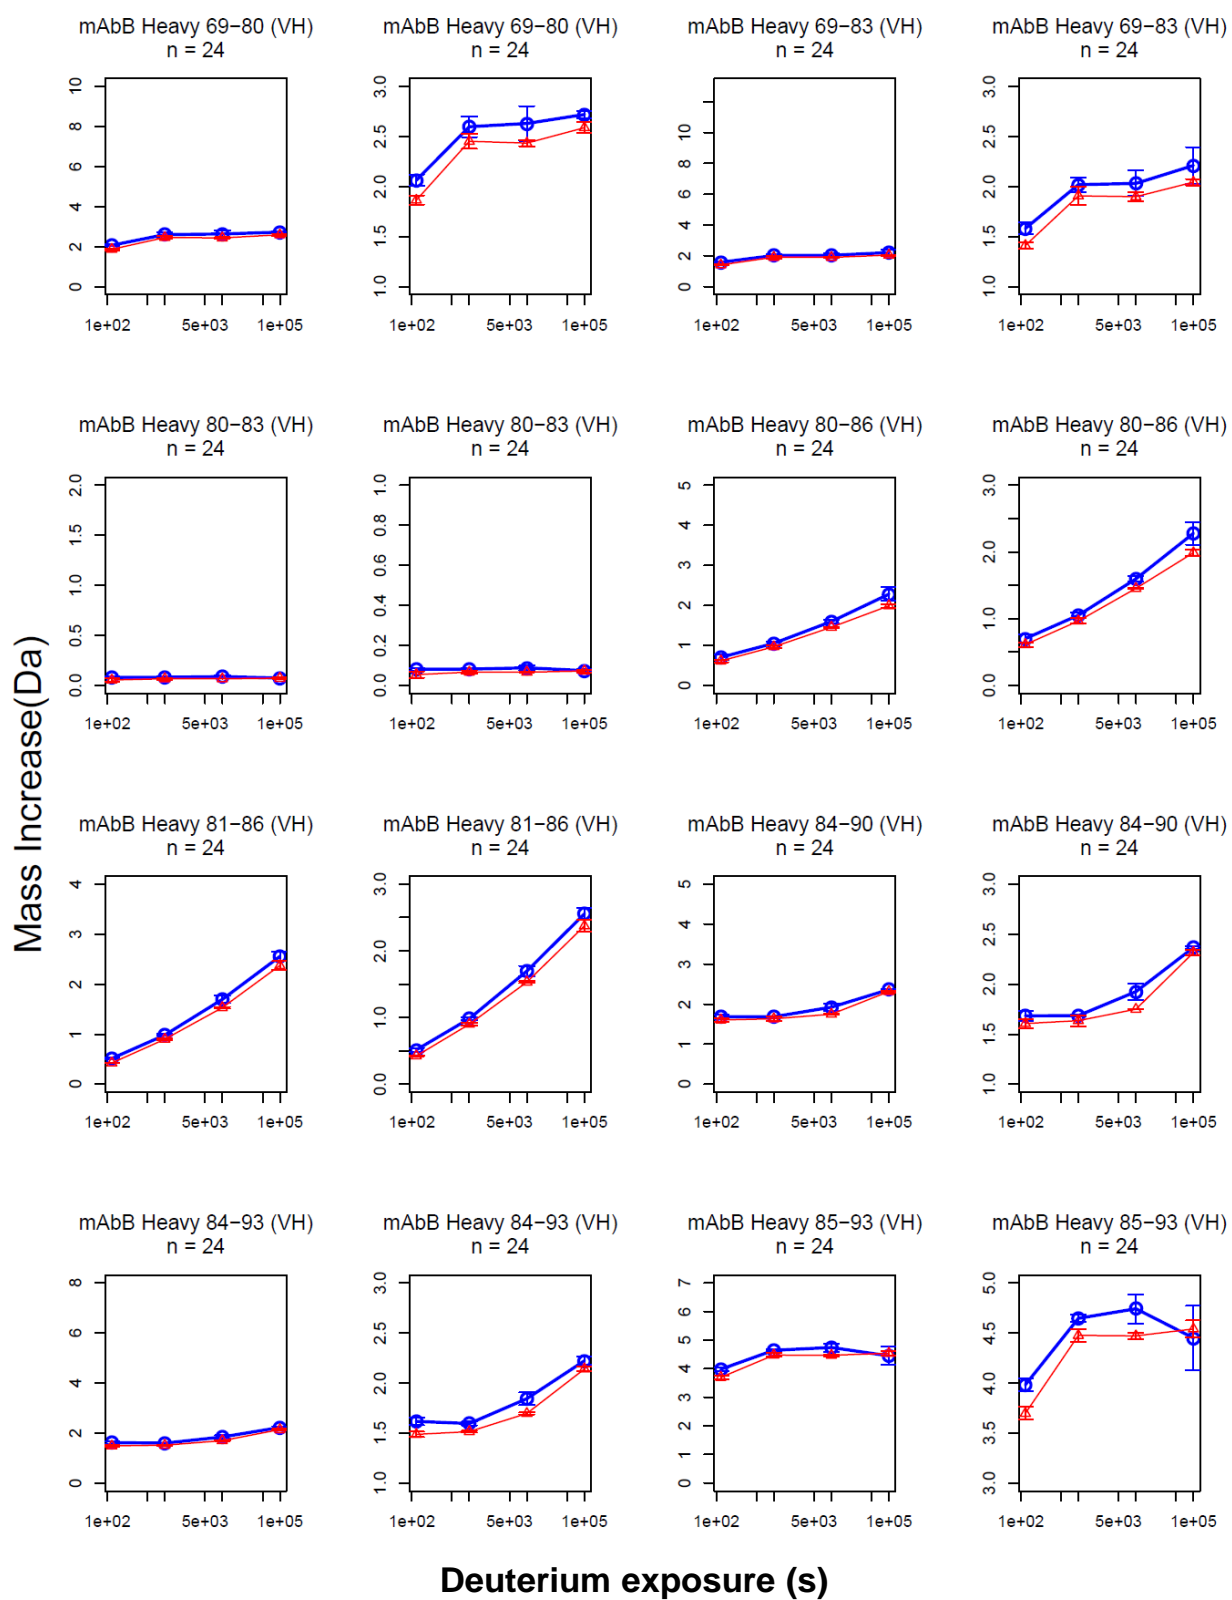 mAbB Heavy 69−80 (VH)
n = 24
0 2 4 6 8 10
1e+02 5e+03 1e+05
mAbB Heavy 69−80 (VH)
n = 24
1.0 1.5 2.0 2.5 3.0
1e+02 5e+03 1e+05
mAbB Heavy 69−83 (VH)
n = 24
0 2 4 6 8 10
1e+02 5e+03 1e+05
mAbB Heavy 69−83 (VH)
n = 24
1.0 1.5 2.0 2.5 3.0
1e+02 5e+03 1e+05
mAbB Heavy 80−83 (VH)
n = 24
0.0 0.5 1.0 1.5 2.0
1e+02 5e+03 1e+05
mAbB Heavy 80−83 (VH)
n = 24
0.0 0.2 0.4 0.6 0.8 1.0
1e+02 5e+03 1e+05
mAbB Heavy 80−86 (VH)
n = 24
0 1 2 3 4 5
1e+02 5e+03 1e+05
mAbB Heavy 80−86 (VH)
n = 24
0.0 1.0 2.0 3.0
1e+02 5e+03 1e+05
Mass Increase(Da)
mAbB Heavy 81−86 (VH)
n = 24
0 1 2 3 4
1e+02 5e+03 1e+05
mAbB Heavy 81−86 (VH)
n = 24
0.0 1.0 2.0 3.0
1e+02 5e+03 1e+05
mAbB Heavy 84−90 (VH)
n = 24
0 1 2 3 4 5
1e+02 5e+03 1e+05
mAbB Heavy 84−90 (VH)
n = 24
1.0 1.5 2.0 2.5 3.0
1e+02 5e+03 1e+05
mAbB Heavy 84−93 (VH)
n = 24
0 2 4 6 8
1e+02 5e+03 1e+05
mAbB Heavy 84−93 (VH)
n = 24
1.0 1.5 2.0 2.5 3.0
1e+02 5e+03 1e+05
mAbB Heavy 85−93 (VH)
n = 24
0 1 2 3 4 5 6 7
1e+02 5e+03 1e+05
mAbB Heavy 85−93 (VH)
n = 24
3.0 3.5 4.0 4.5 5.0
1e+02 5e+03 1e+05
Deuterium exposure (s)